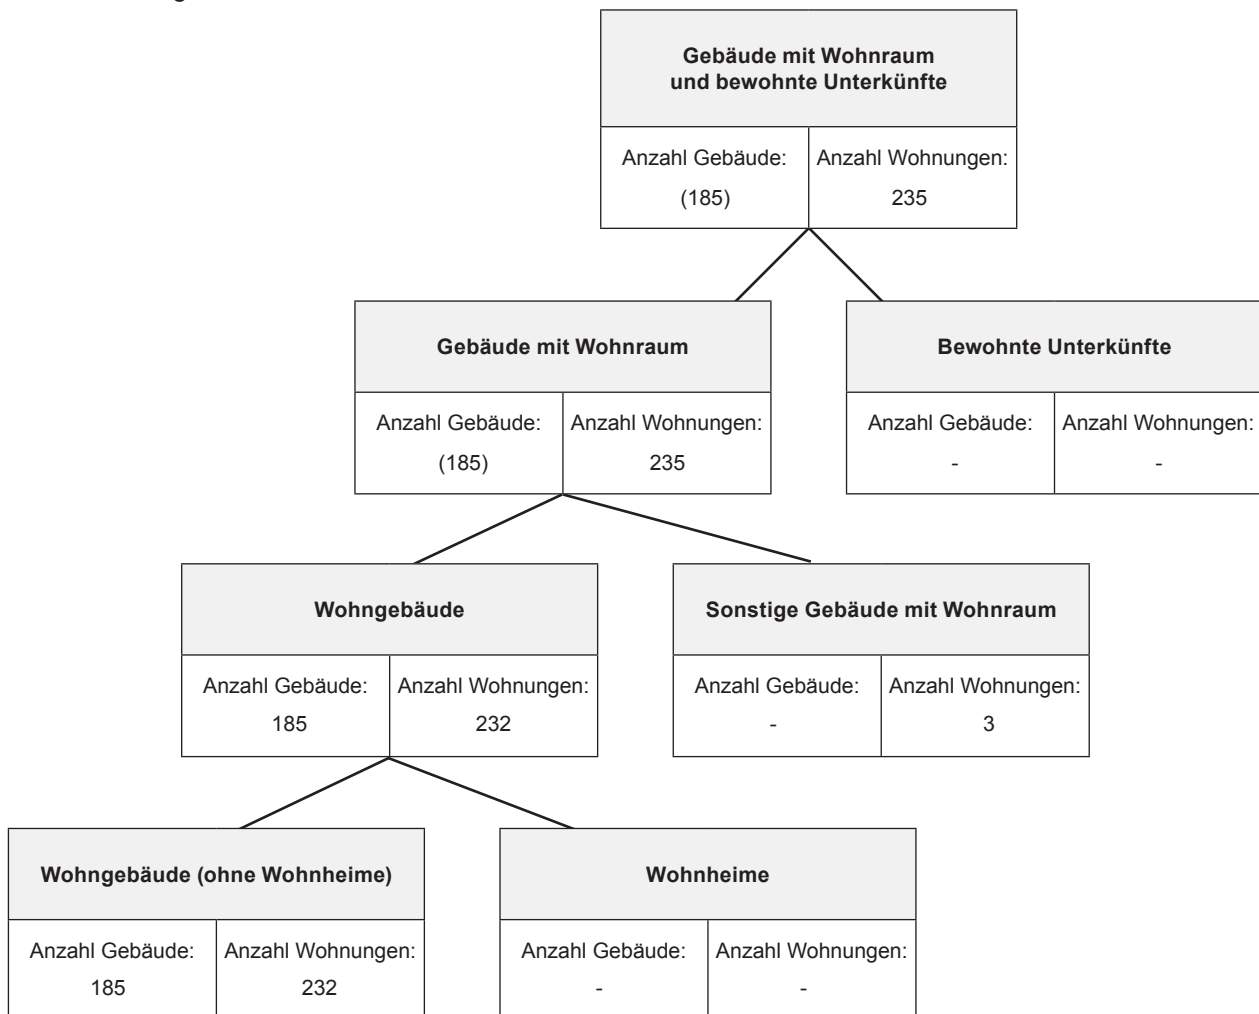 Gebäude mit Wohnraum
und bewohnte Unterkünfte
Anzahl Gebäude: Anzahl Wohnungen:
(185) 235
Gebäude mit Wohnraum Bewohnte Unterkünfte
Anzahl Gebäude: Anzahl Wohnungen: Anzahl Gebäude: Anzahl Wohnungen:
(185) 235 - -
Wohngebäude Sonstige Gebäude mit Wohnraum
Anzahl Gebäude: Anzahl Wohnungen: Anzahl Gebäude: Anzahl Wohnungen:
185 232 - 3
Wohngebäude (ohne Wohnheime) Wohnheime
Anzahl Gebäude: Anzahl Wohnungen: Anzahl Gebäude: Anzahl Wohnungen:
185 232 - -